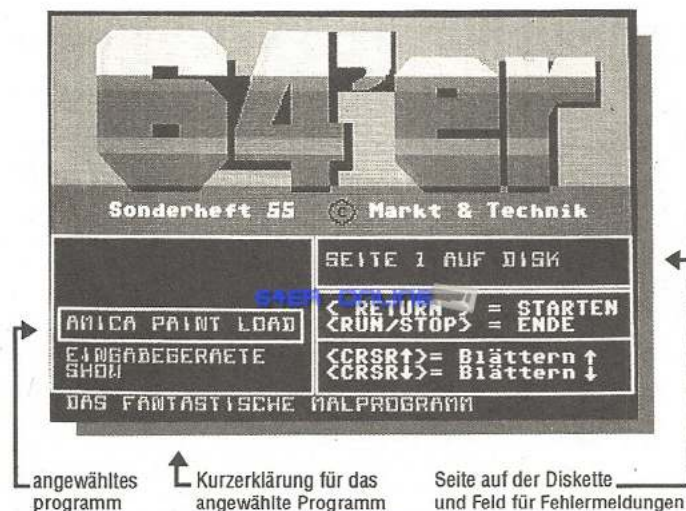 64'er
Sonderheft 55 © Markt & Technik
SEITE 1 AUF DISK
64ER ONLINE
AMICA PAINT LOAD
EINGABEGERAETE
SHOW
<RETURN> = STARTEN
<RUN/STOP> = ENDE
<CRSR↑>= Blättern ↑
<CRSR↓>= Blättern ↓
DAS FANTASTISCHE MALPROGRAMM
angewähltes
programm
Kurzerklärung für das
angewählte Programm
Seite auf der Diskette
und Feld für Fehlermeldungen